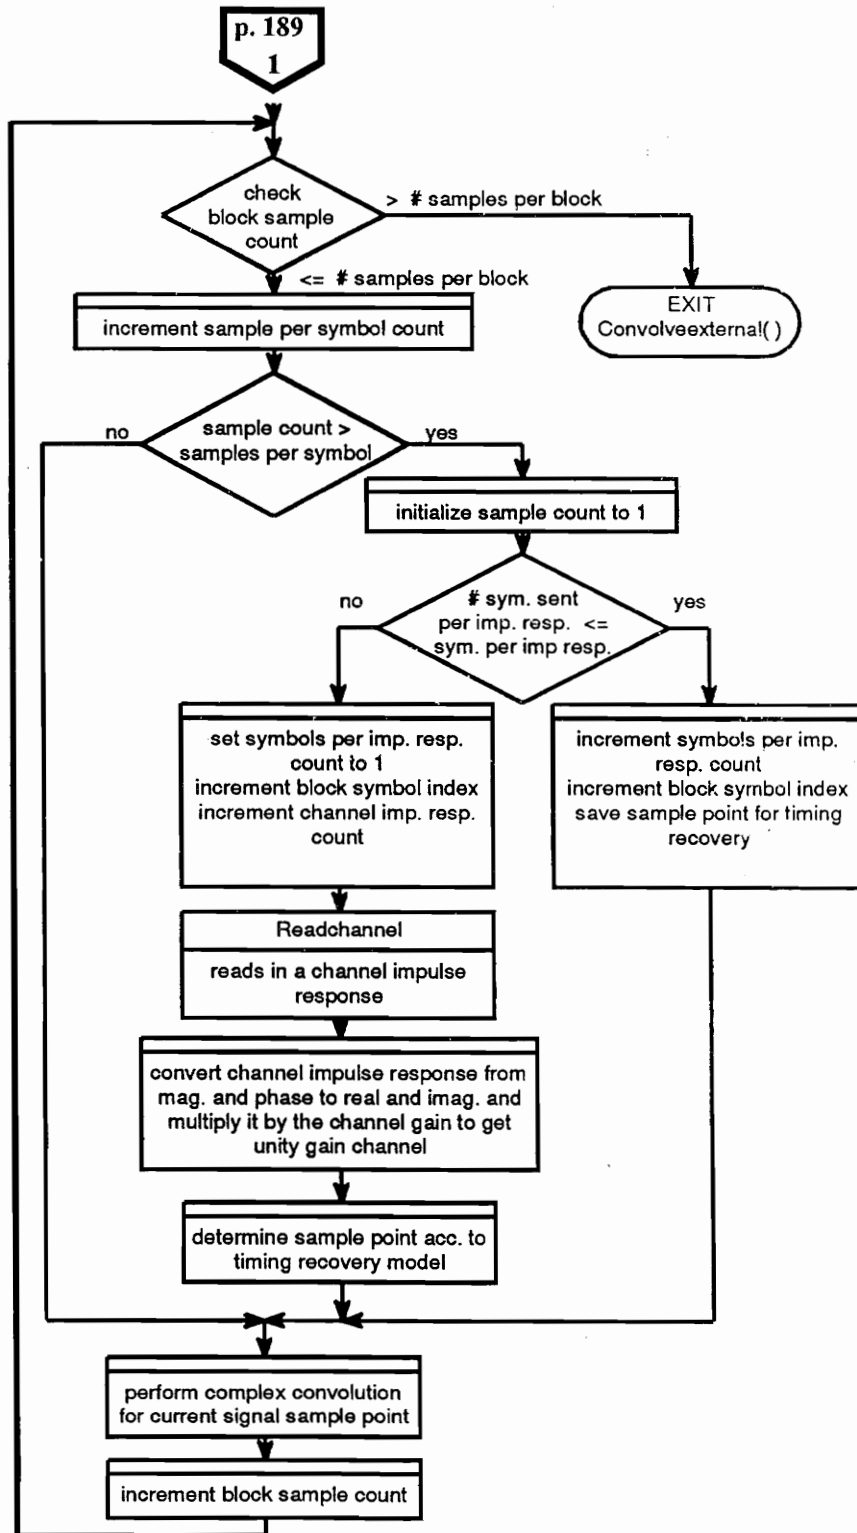 p. 189
1
check
block sample
count
> # samples per block
<= # samples per block
EXIT
Convolveexternal( )
increment sample per symbol count
no
sample count >
samples per symbol
yes
initialize sample count to 1
no
# sym. sent
per imp. resp. <=
sym. per imp resp.
yes
set symbols per imp. resp.
count to 1
increment block symbol index
increment channel imp. resp.
count
increment symbols per imp.
resp. count
increment block symbol index
save sample point for timing
recovery
Readchannel
reads in a channel impulse
response
convert channel impulse response from
mag. and phase to real and imag. and
multiply it by the channel gain to get
unity gain channel
determine sample point acc. to
timing recovery model
perform complex convolution
for current signal sample point
increment block sample count